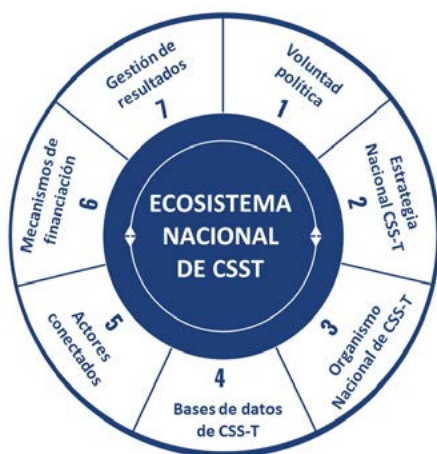 ECOSISTEMA
NACIONAL
DE CSST
Voluntad
política
1
Estrategia
Nacional CSS-T
2
3
Organismo
Nacional de CSS-T
4
Bases de datos
de CSS-T
5
Actores
conectados
Mecanismos de
financiación
6
Gestión de
resultados
7